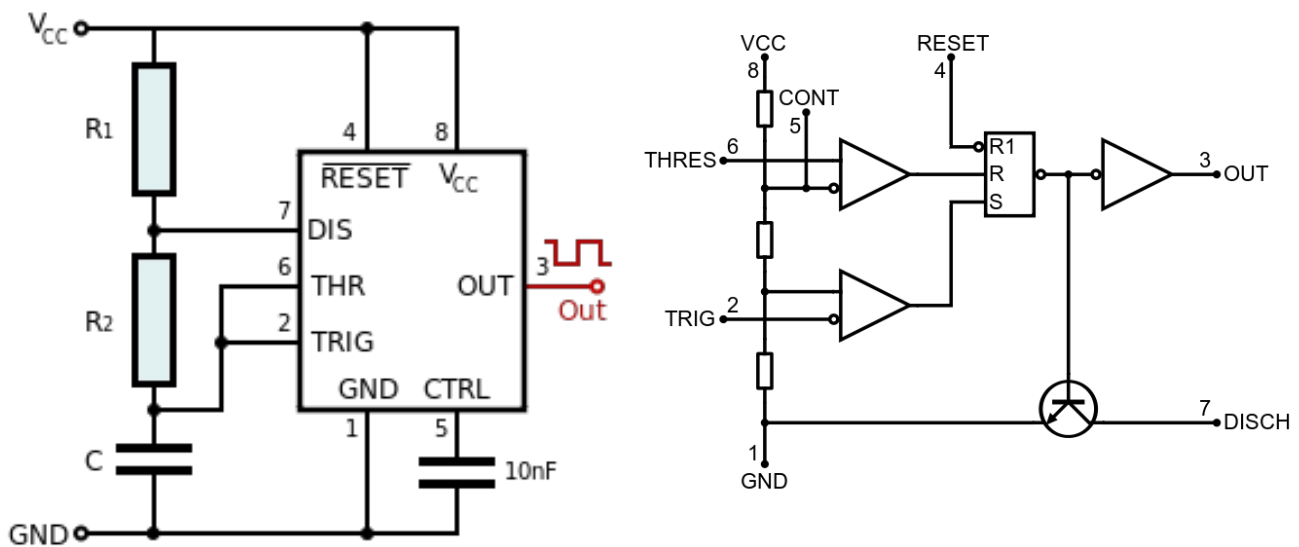 VCC
R1
R2
C
GND
4
8
RESET
VCC
7
DIS
6
THR
2
TRIG
OUT
3
Out
GND
CTRL
1
5
10nF
VCC
8
RESET
4
CONT
5
THRES
6
R1
R
S
3
OUT
TRIG
2
7
DISCH
1
GND